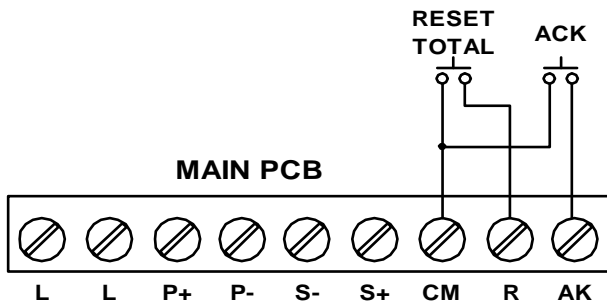 RESET
TOTAL
ACK
MAIN PCB
L L P+ P- S- S+ CM R AK